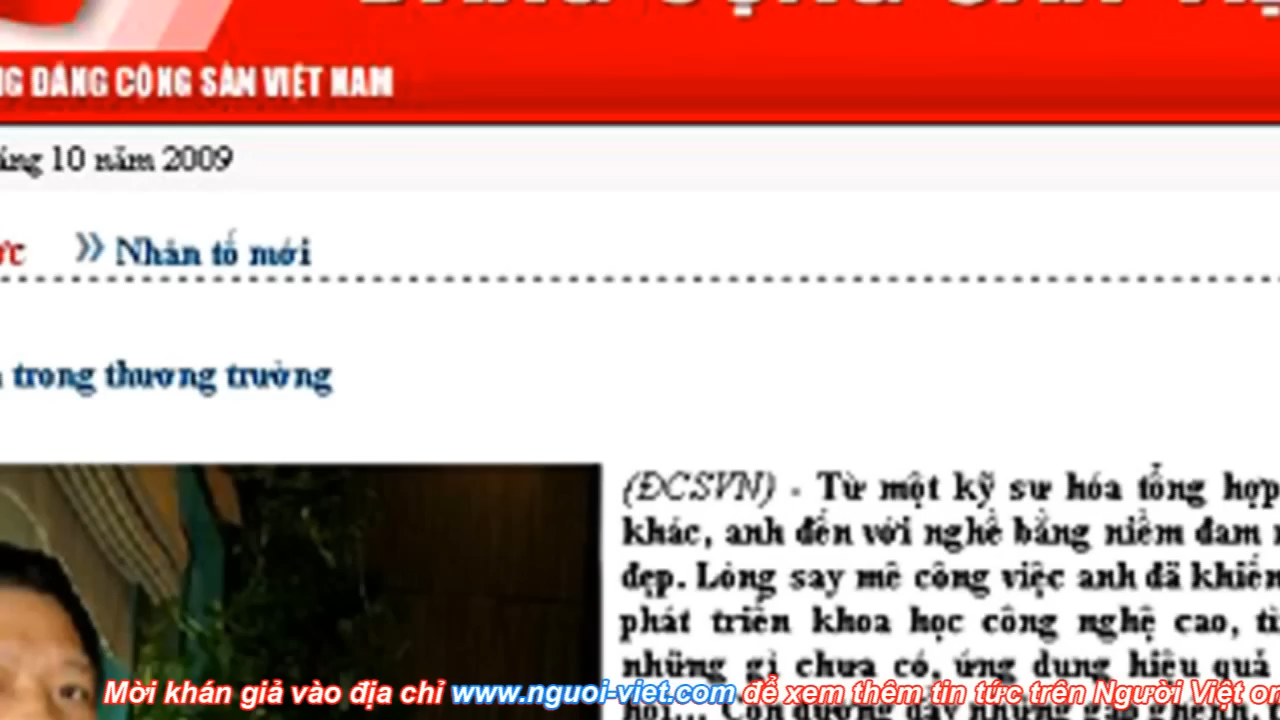 ĐẢNG CỘNG SẢN VIỆT NAM
10 năm 2009
» Nhân tố mới
trong thương trường
(ĐCSVN) - Từ một kỹ sư hóa tổng hợp
khác, anh đến với nghề bằng niềm đam
đẹp. Lòng say mê công việc anh đã khiến
phát triển khoa học công nghệ cao,
những gì chưa có, ứng dụng hiệu quả
Mời khán giả vào địa chỉ www.nguoi-viet.com để xem thêm tin tức trên Người Việt